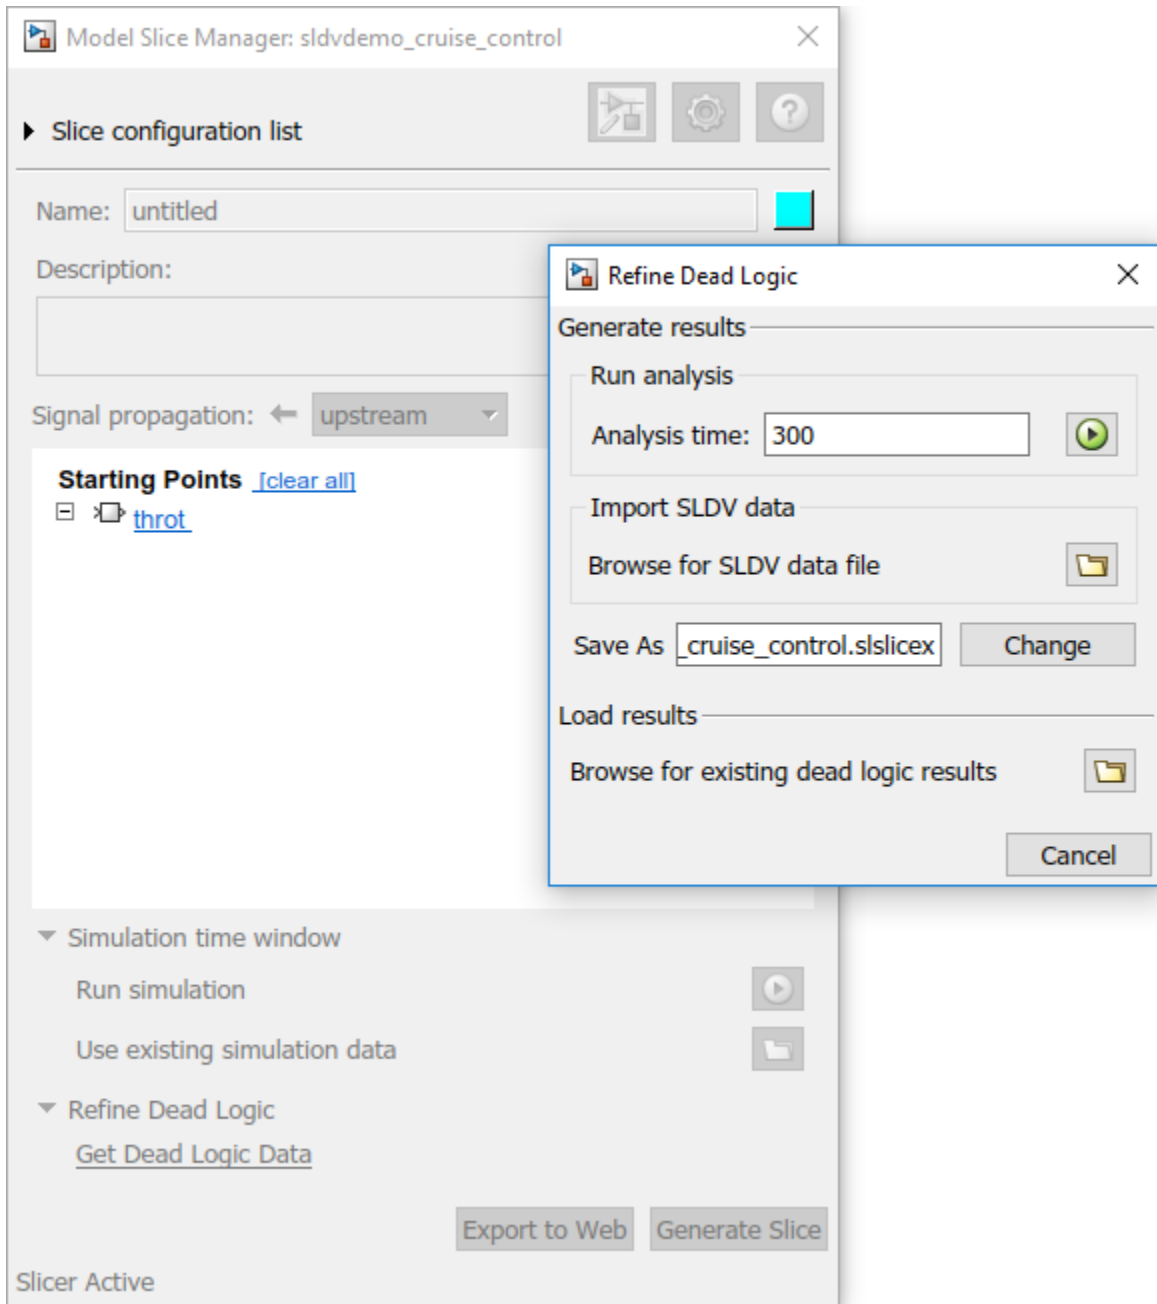 Model Slice Manager: sldvdemo_cruise_control
Slice configuration list
Name: untitled
Description:
Signal propagation: upstream
Starting Points [clear all]
throt
Simulation time window
Run simulation
Use existing simulation data
Refine Dead Logic
Get Dead Logic Data
Export to Web Generate Slice
Slicer Active
Refine Dead Logic
Generate results
Run analysis
Analysis time: 300
Import SLDV data
Browse for SLDV data file
Save As _cruise_control.slslicex Change
Load results
Browse for existing dead logic results
Cancel